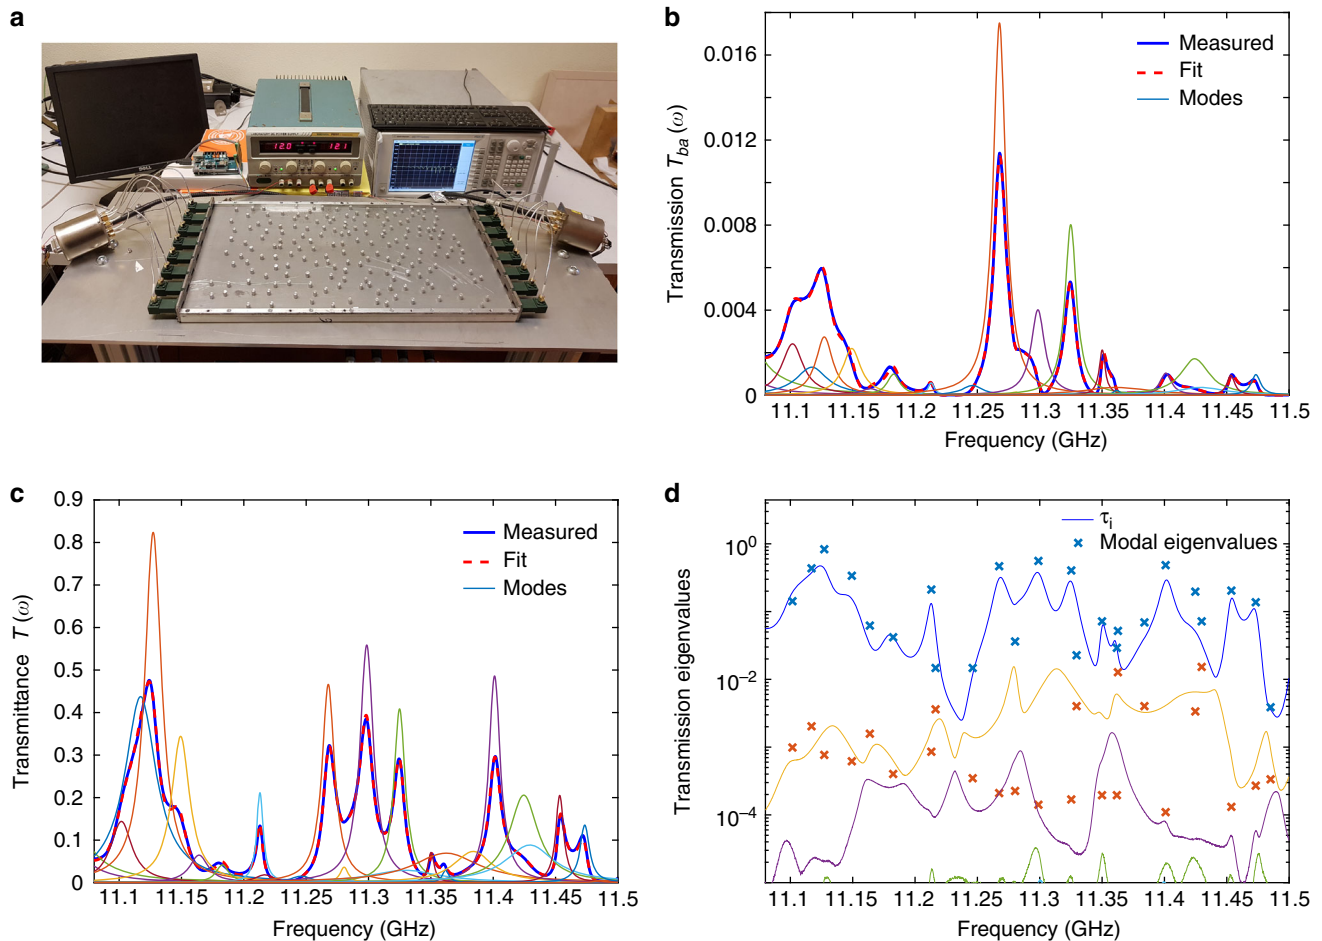 a
12.0 12.1
b
Transmission T_ba(ω)
0.016
0.012
0.008
0.004
0
Measured
Fit
Modes
11.1 11.15 11.2 11.25 11.3 11.35 11.4 11.45 11.5
Frequency (GHz)
c
Transmittance T(ω)
0.9
0.8
0.7
0.6
0.5
0.4
0.3
0.2
0.1
0
Measured
Fit
Modes
11.1 11.15 11.2 11.25 11.3 11.35 11.4 11.45 11.5
Frequency (GHz)
d
Transmission eigenvalues
10⁰
10⁻²
10⁻⁴
τᵢ
Modal eigenvalues
11.1 11.15 11.2 11.25 11.3 11.35 11.4 11.45 11.5
Frequency (GHz)